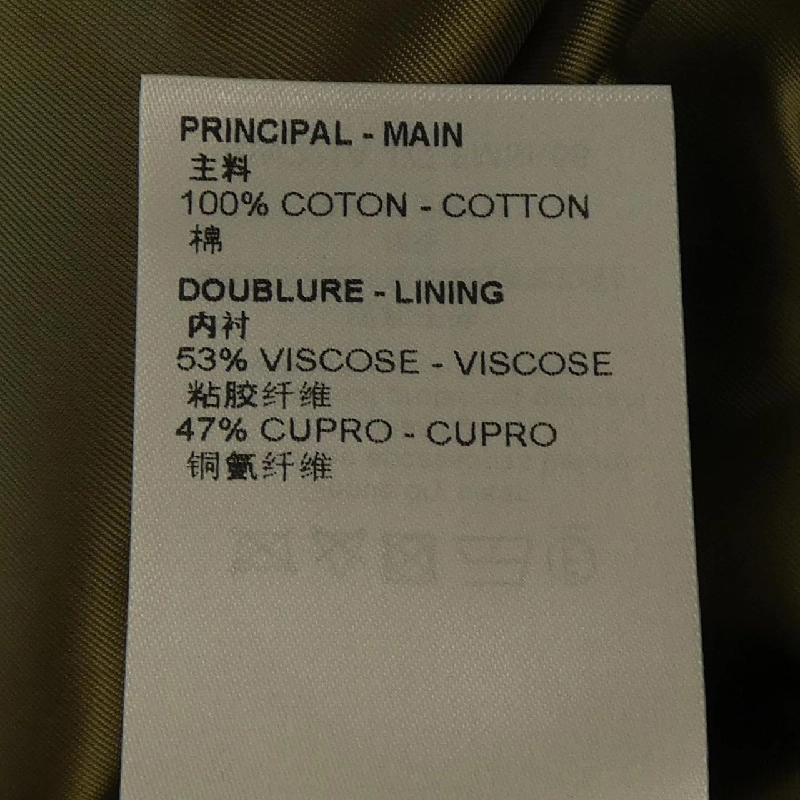 PRINCIPAL - MAIN
主料
100% COTON - COTTON
棉
DOUBLURE - LINING
内衬
53% VISCOSE - VISCOSE
粘胶纤维
47% CUPRO - CUPRO
铜氨纤维